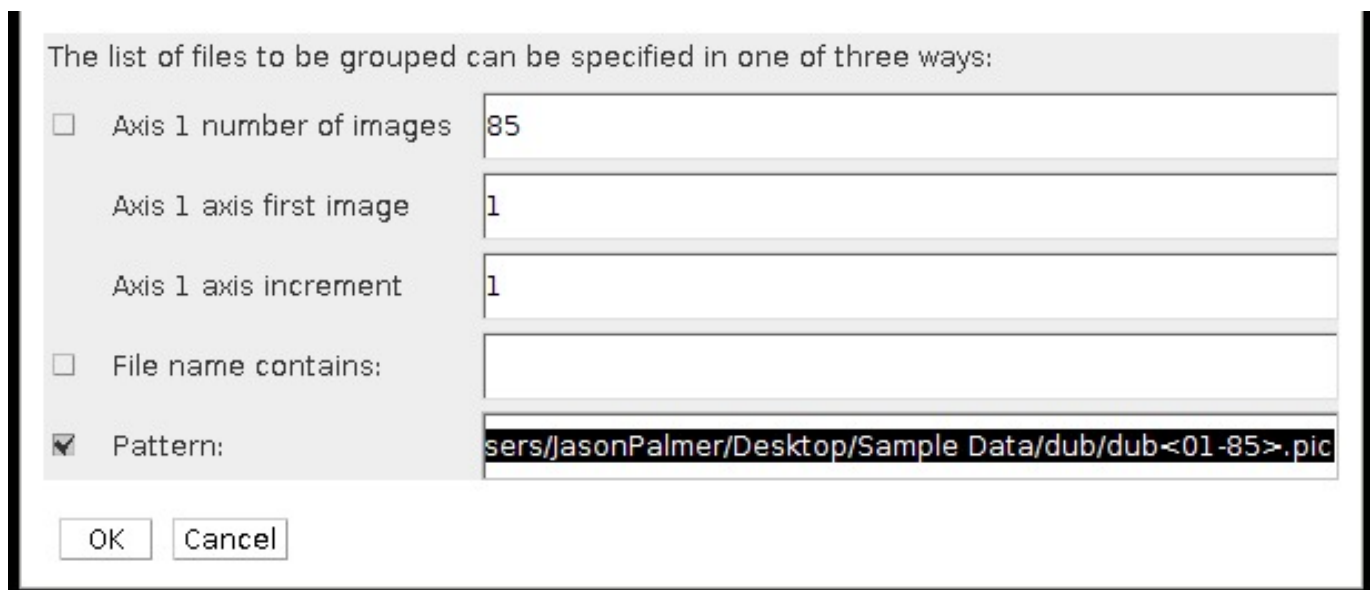 The list of files to be grouped can be specified in one of three ways:
Axis 1 number of images 85
Axis 1 axis first image 1
Axis 1 axis increment 1
File name contains:
Pattern: sers/JasonPalmer/Desktop/Sample Data/dub/dub<01-85>.pic
OK Cancel